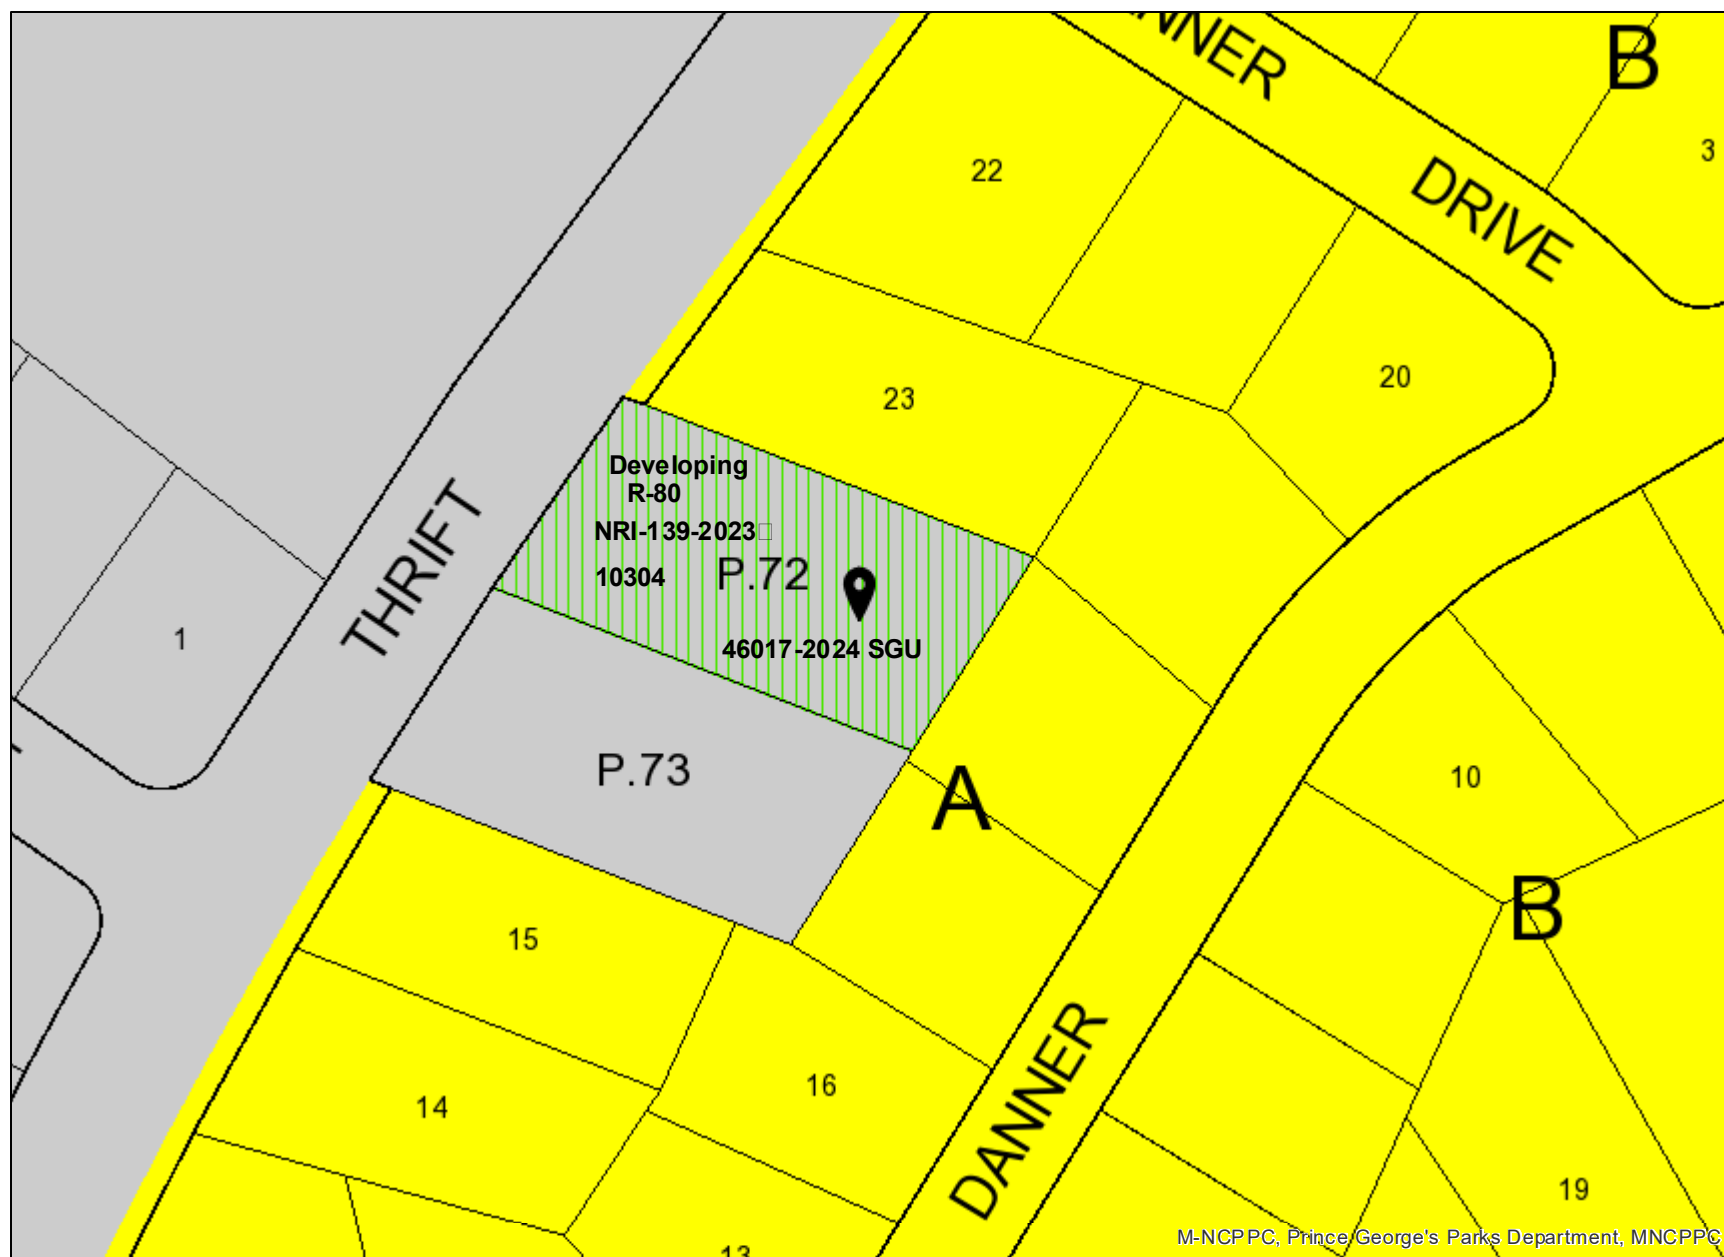 NNER
DRIVE
B
3
22
20
23
Developing
R-80
NRI-139-2023
10304
P.72
46017-2024 SGU
THRIFT
1
P.73
A
10
B
15
14
16
DANNER
19
13
M-NCPPC, Prince George's Parks Department, MNCPPC